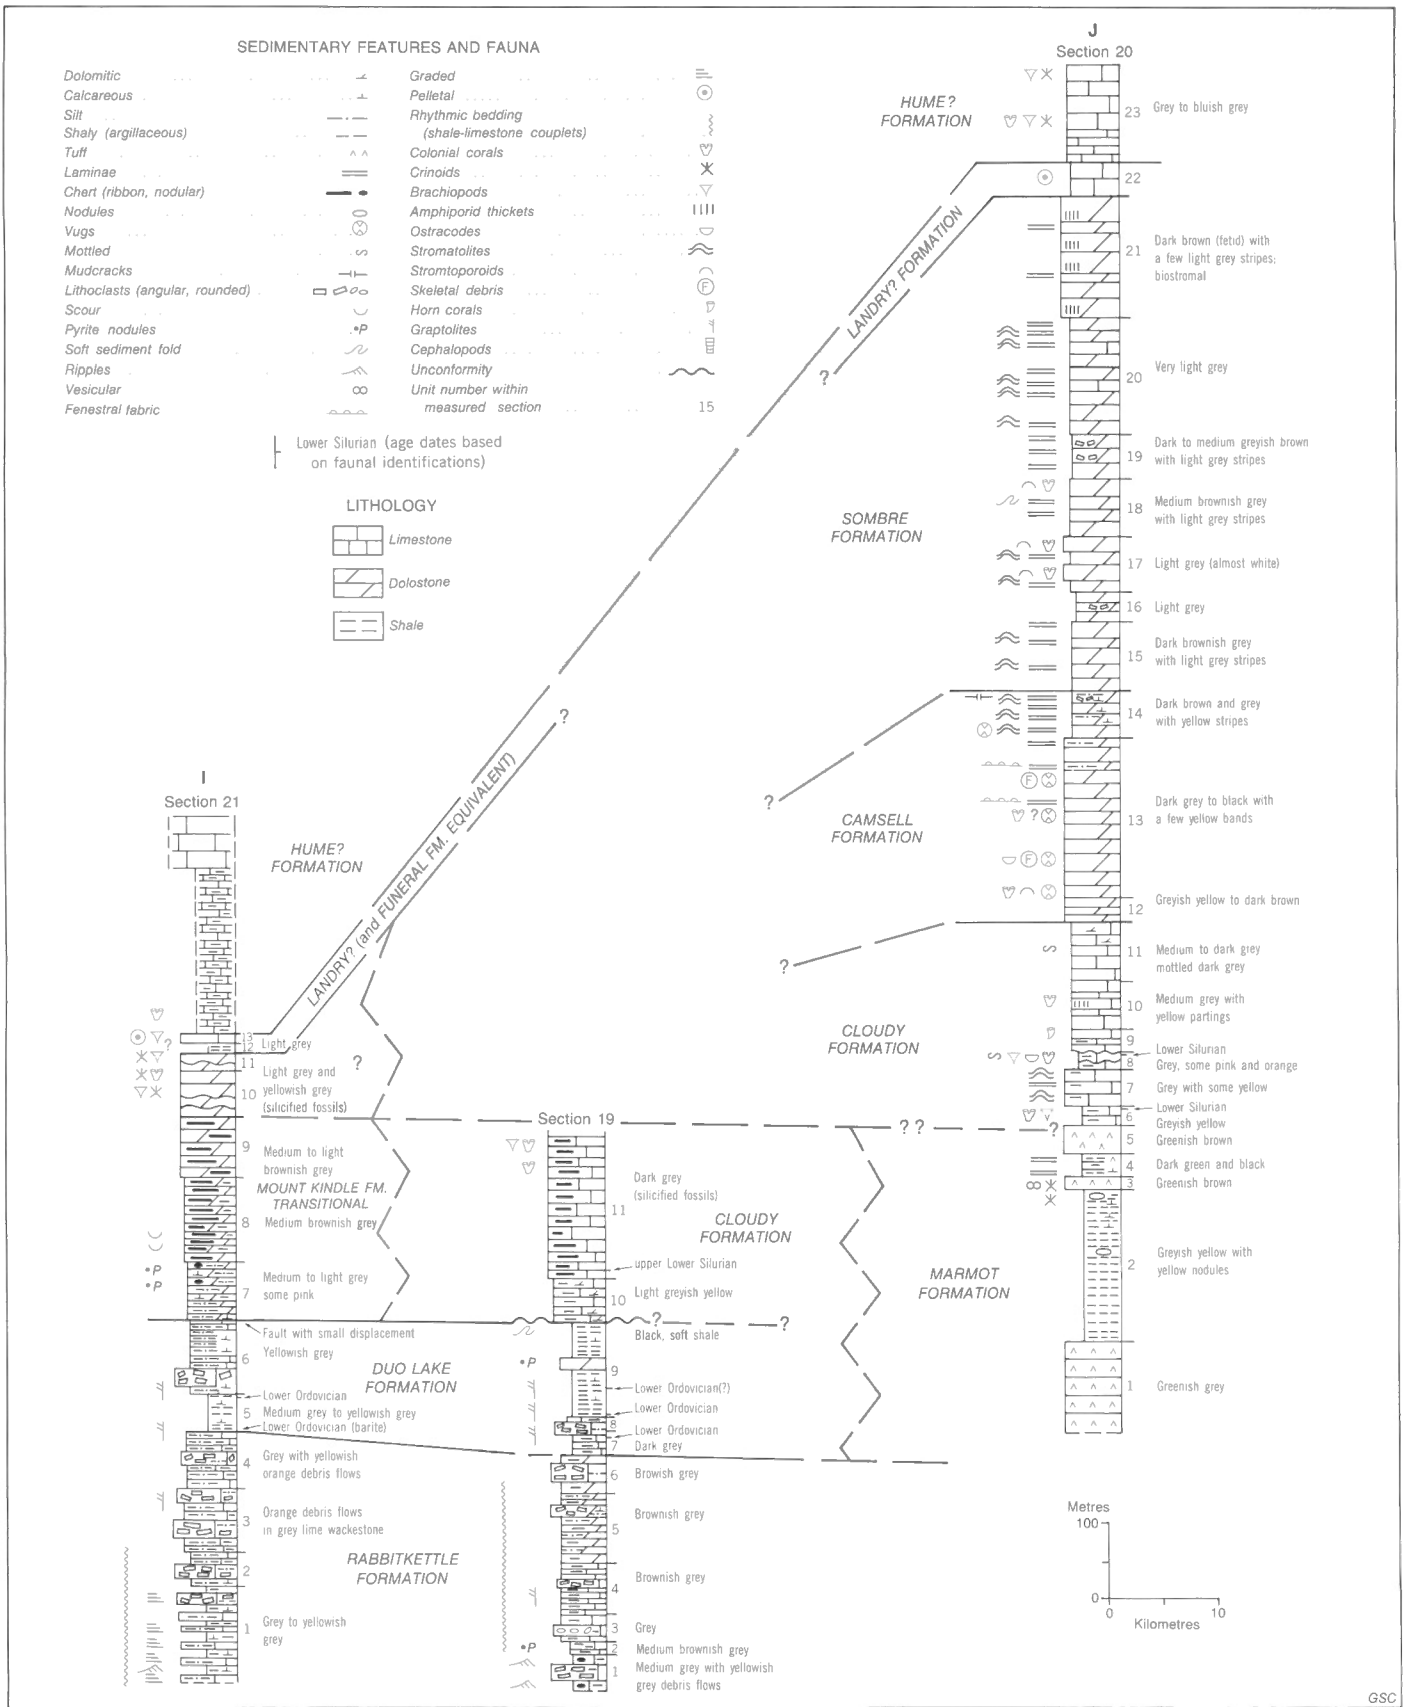 SEDIMENTARY FEATURES AND FAUNA
Dolomitic
Calcareous
Silt
Shaly (argillaceous)
Tuff
Laminae
Chert (ribbon, nodular)
Nodules
Vugs
Mottled
Mudcracks
Lithoclasts (angular, rounded)
Scour
Pyrite nodules
•P
Soft sediment fold
Ripples
Vesicular
Fenestral fabric
Graded
Pelletal
Rhythmic bedding
(shale-limestone couplets)
Colonial corals
Crinoids
Brachiopods
Amphiporid thickets
Ostracodes
Stromatolites
Stromtoporoids
Skeletal debris
F
Horn corals
Graptolites
Cephalopods
Unconformity
Unit number within
measured section
15
Lower Silurian (age dates based
on faunal identifications)
LITHOLOGY
Limestone
Dolostone
Shale
J
Section 20
HUME?
FORMATION
23 Grey to bluish grey
22
LANDRY? FORMATION
?
21
Dark brown (fetid) with
a few light grey stripes;
biostromal
20
Very light grey
19
Dark to medium greyish brown
with light grey stripes
18
Medium brownish grey
with light grey stripes
SOMBRE
FORMATION
17 Light grey (almost white)
16 Light grey
15
Dark brownish grey
with light grey stripes
14
Dark brown and grey
with yellow stripes
?
CAMSELL
FORMATION
F
?
F
13
Dark grey to black with
a few yellow bands
12 Greyish yellow to dark brown
?
11
Medium to dark grey
mottled dark grey
10
Medium grey with
yellow partings
CLOUDY
FORMATION
9
Lower Silurian
8 Grey, some pink and orange
7 Grey with some yellow
Lower Silurian
6
Greyish yellow
? ?
?
5 Greenish brown
4 Dark green and black
3 Greenish brown
2
Greyish yellow with
yellow nodules
1 Greenish grey
MARMOT
FORMATION
I
Section 21
HUME?
FORMATION
LANDRY? (and FUNERAL FM. EQUIVALENT)
?
?
13
12 Light grey
11
?
10
Light grey and
yellowish grey
(silicified fossils)
9
Medium to light
brownish grey
MOUNT KINDLE FM.
TRANSITIONAL
8 Medium brownish grey
•P
•P
7
Medium to light grey
some pink
Fault with small displacement
6
Yellowish grey
DUO LAKE
FORMATION
Lower Ordovician
5 Medium grey to yellowish grey
Lower Ordovician (barite)
4
Grey with yellowish
orange debris flows
3
Orange debris flows
in grey lime wackestone
2
RABBITKETTLE
FORMATION
1
Grey to yellowish
grey
Section 19
11
Dark grey
(silicified fossils)
CLOUDY
FORMATION
upper Lower Silurian
10 Light greyish yellow
?
?
Black, soft shale
•P
9
Lower Ordovician(?)
Lower Ordovician
8
Lower Ordovician
7 Dark grey
6 Browish grey
5
Brownish grey
4
Brownish grey
3 Grey
•P
2 Medium brownish grey
1
Medium grey with yellowish
grey debris flows
Metres
100
0
0 10
Kilometres
GSC